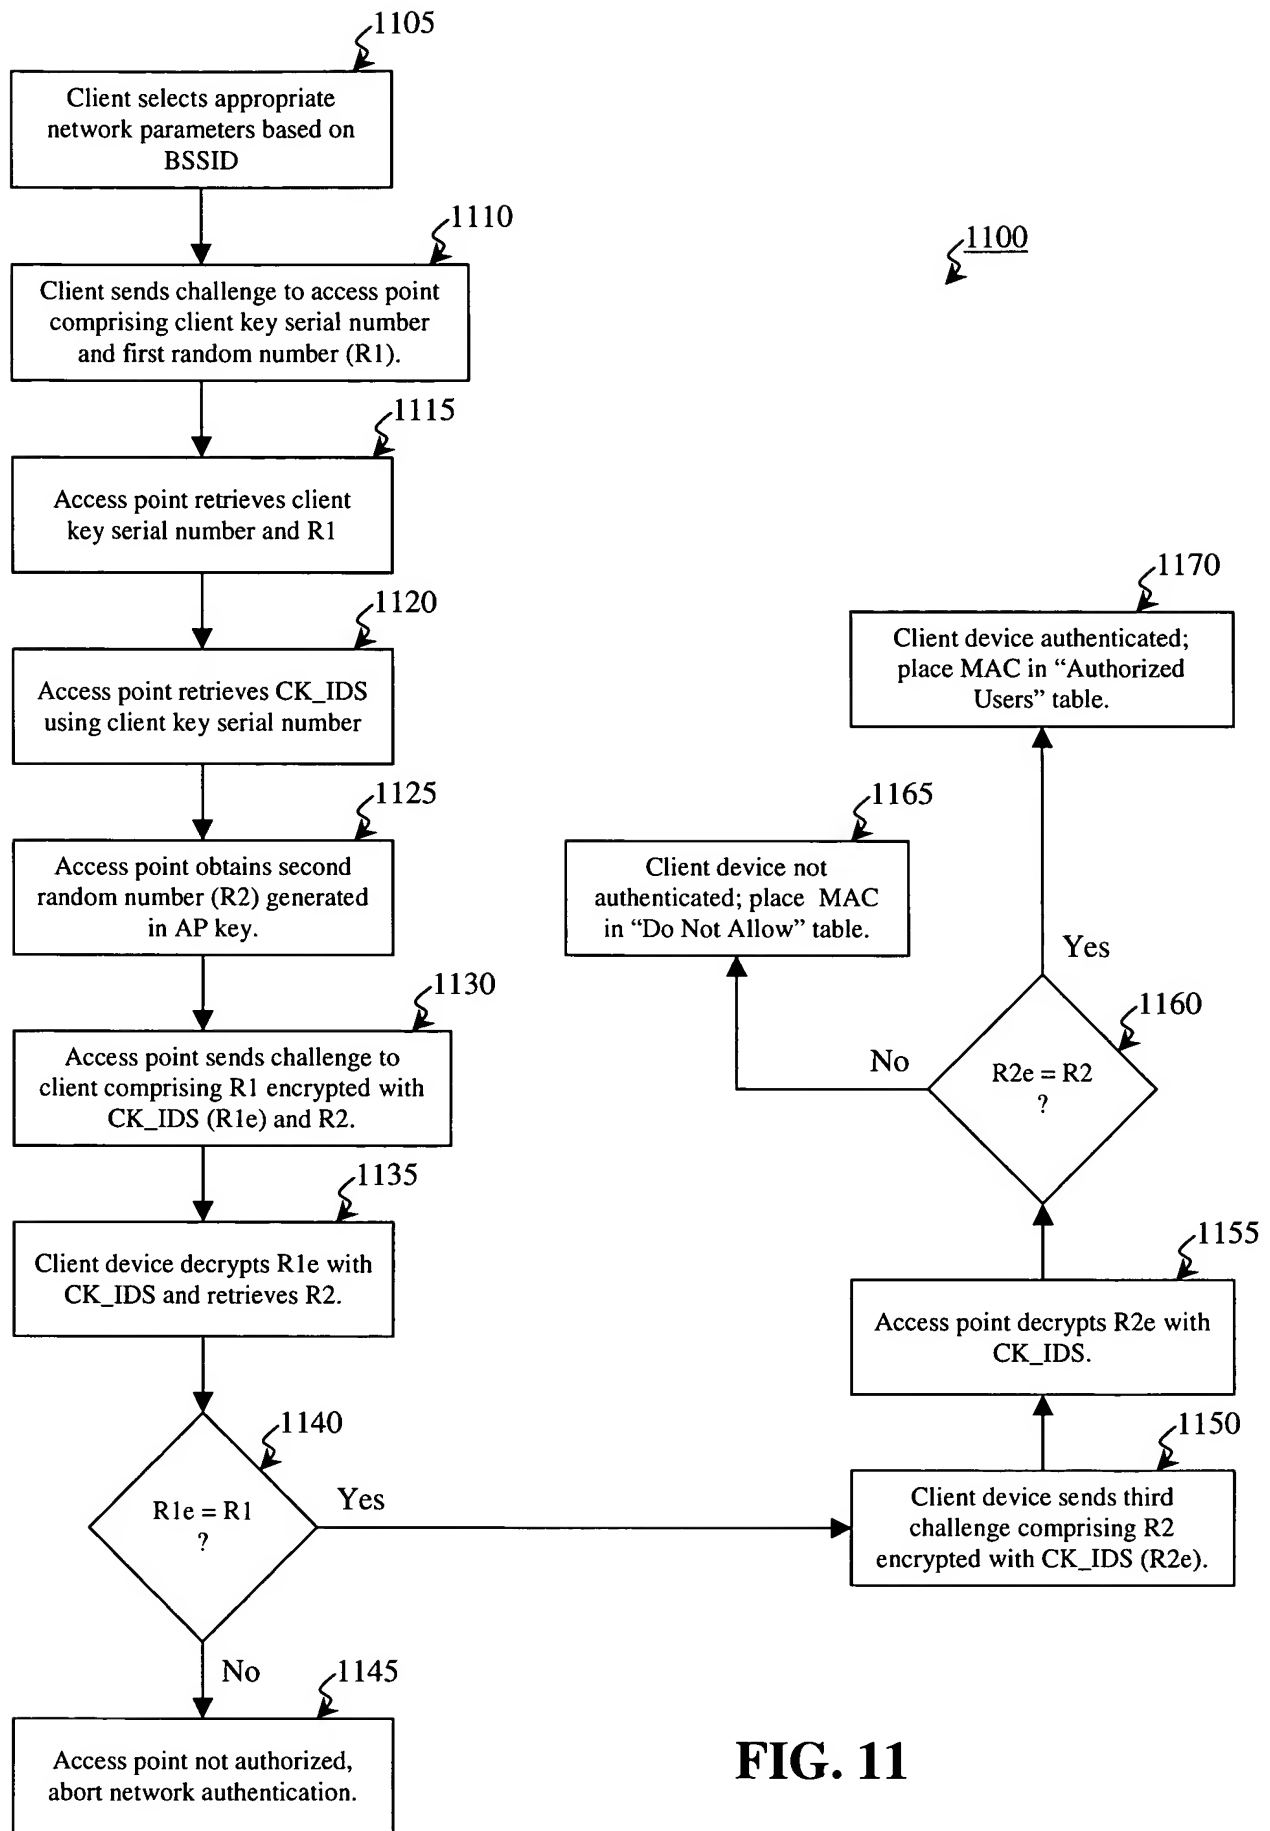 1105
Client selects appropriate
network parameters based on
BSSID
1110
Client sends challenge to access point
comprising client key serial number
and first random number (R1).
1100
1115
Access point retrieves client
key serial number and R1
1120
Access point retrieves CK_IDS
using client key serial number
1125
Access point obtains second
random number (R2) generated
in AP key.
1130
Access point sends challenge to
client comprising R1 encrypted with
CK_IDS (R1e) and R2.
1135
Client device decrypts R1e with
CK_IDS and retrieves R2.
1140
R1e = R1
?
Yes
No
1145
Access point not authorized,
abort network authentication.
1150
Client device sends third
challenge comprising R2
encrypted with CK_IDS (R2e).
1155
Access point decrypts R2e with
CK_IDS.
1160
R2e = R2
?
No
Yes
1165
Client device not
authenticated; place MAC
in “Do Not Allow” table.
1170
Client device authenticated;
place MAC in “Authorized
Users” table.
FIG. 11